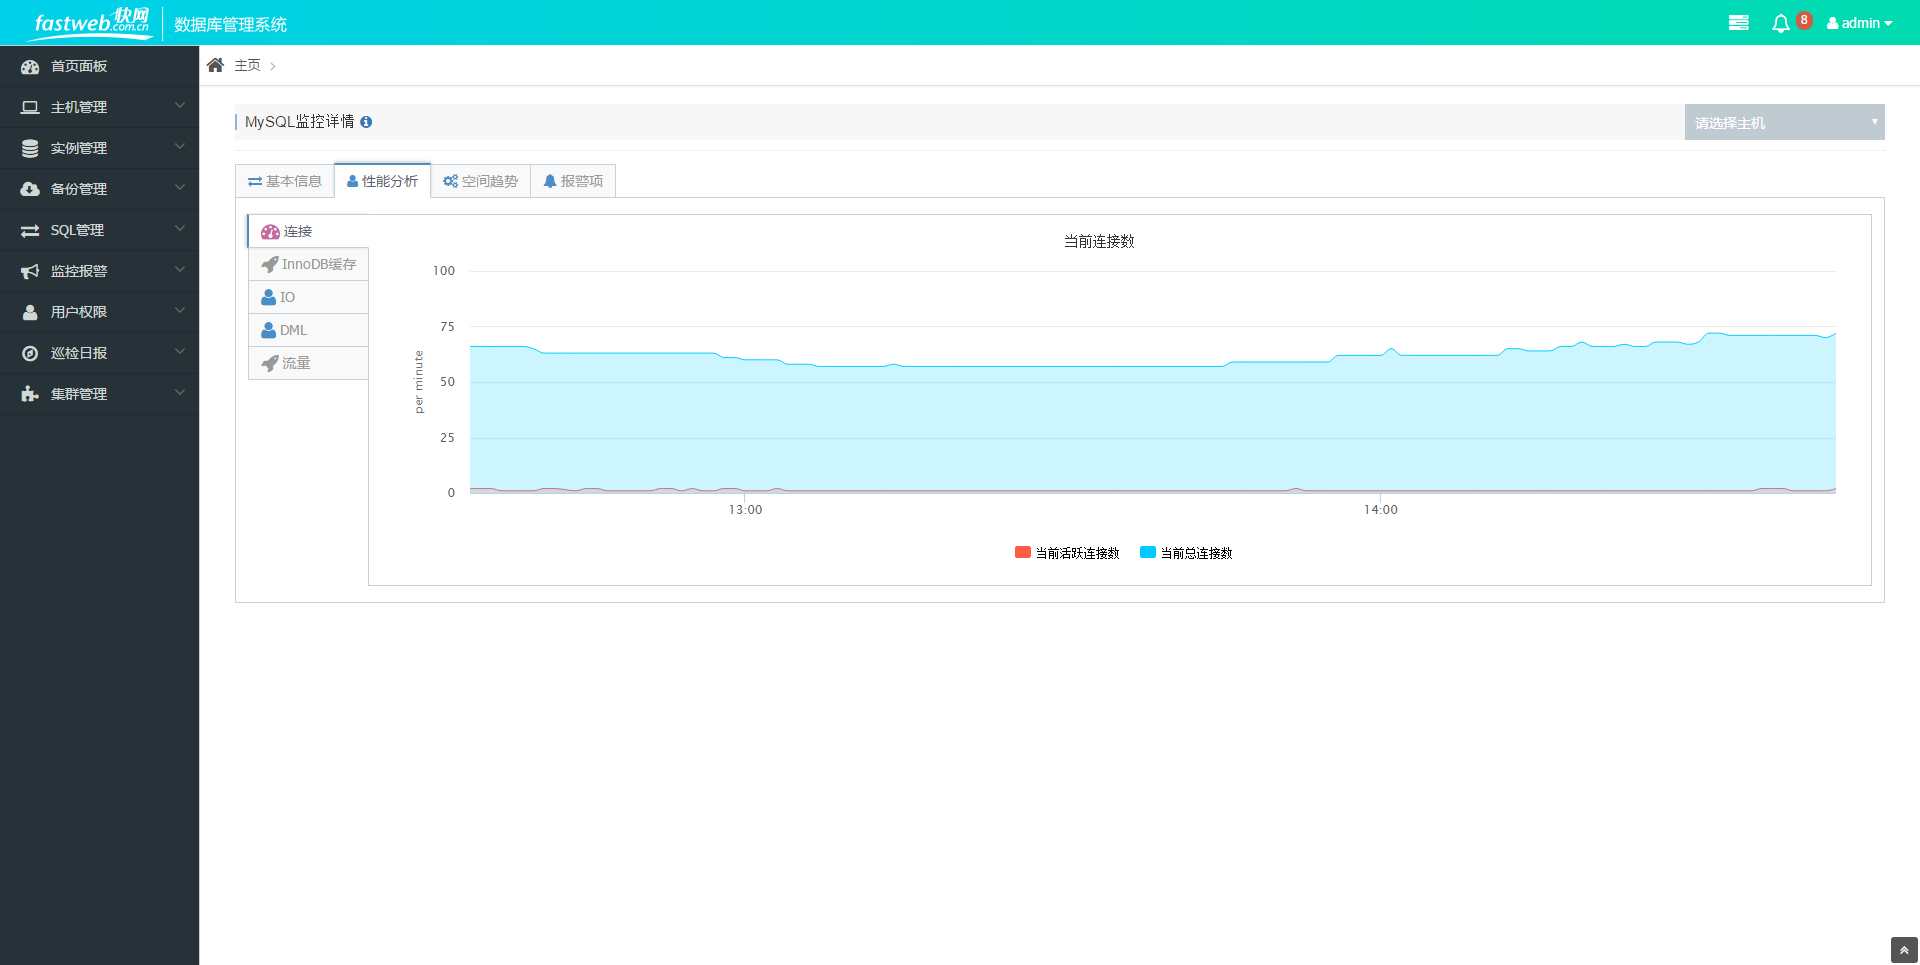 fastweb快网
.com.cn
数据库管理系统
8
admin
首页面板
主机管理
实例管理
备份管理
SQL管理
监控报警
用户权限
巡检日报
集群管理
主页
MySQL监控详情
请选择主机
基本信息
性能分析
空间趋势
报警项
连接
InnoDB缓存
IO
DML
流量
当前连接数
100
75
50
25
0
per minute
13:00
14:00
当前活跃连接数
当前总连接数